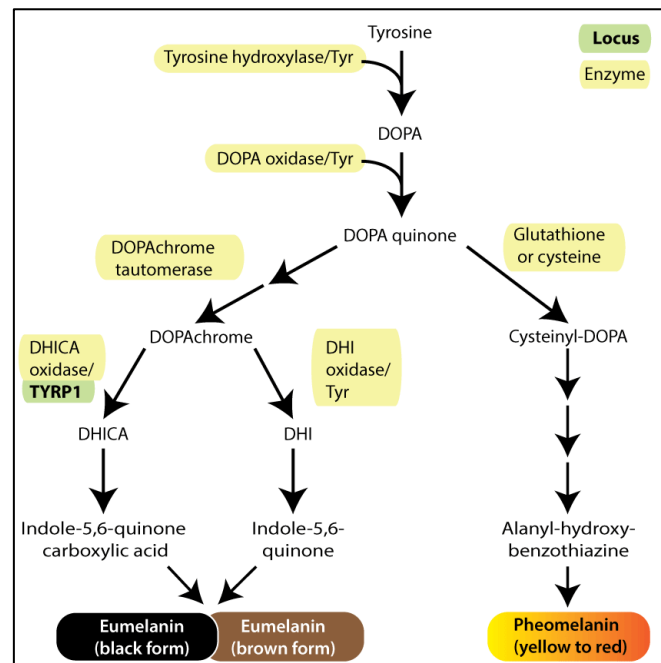 Tyrosine
Locus
Tyrosine hydroxylase/Tyr
Enzyme
DOPA
DOPA oxidase/Tyr
DOPA quinone
DOPAchrome
tautomerase
Glutathione
or cysteine
DOPAchrome
Cysteinyl-DOPA
DHICA
oxidase/
TYRP1
DHI
oxidase/
Tyr
DHICA
DHI
Indole-5,6-quinone
carboxylic acid
Indole-5,6-
quinone
Alanyl-hydroxy-
benzothiazine
Eumelanin
(black form)
Eumelanin
(brown form)
Pheomelanin
(yellow to red)